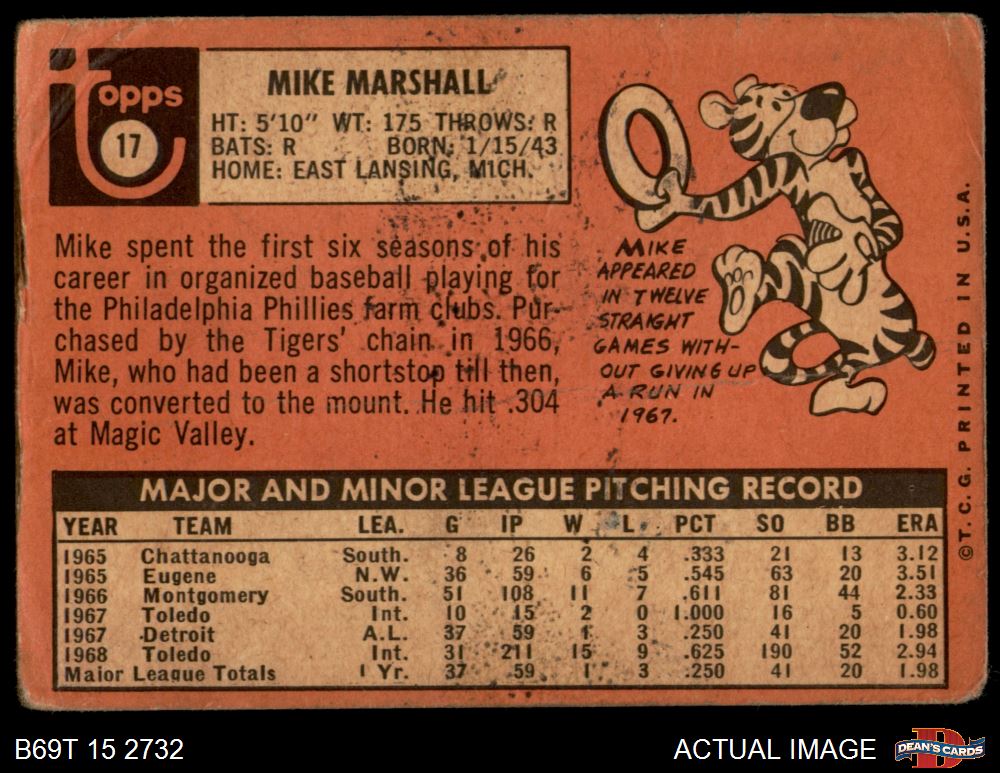 topps
17
MIKE MARSHALL
HT: 5'10" WT: 175 THROWS: R
BATS: R BORN: 1/15/43
HOME: EAST LANSING, MICH.
Mike spent the first six seasons of his
career in organized baseball playing for
the Philadelphia Phillies farm clubs. Pur-
chased by the Tigers' chain in 1966,
Mike, who had been a shortstop till then,
was converted to the mount. He hit .304
at Magic Valley.
MIKE
APPEARED
IN TWELVE
STRAIGHT
GAMES WITH-
OUT GIVING UP
A RUN IN
1967.
MAJOR AND MINOR LEAGUE PITCHING RECORD
YEAR TEAM LEA. G IP W L PCT SO BB ERA
1965 Chattanooga South. 8 26 2 4 .333 21 13 3.12
1965 Eugene N.W. 36 59 6 5 .545 63 20 3.51
1966 Montgomery South. 51 108 11 7 .611 81 44 2.33
1967 Toledo Int. 10 15 2 0 1.000 16 5 0.60
1967 Detroit A.L. 37 59 1 3 .250 41 20 1.98
1968 Toledo Int. 31 211 15 9 .625 190 52 2.94
Major League Totals 1 Yr. 37 59 1 3 .250 41 20 1.98
© T.C.G. PRINTED IN U.S.A.
B69T 15 2732
ACTUAL IMAGE
DEAN'S CARDS